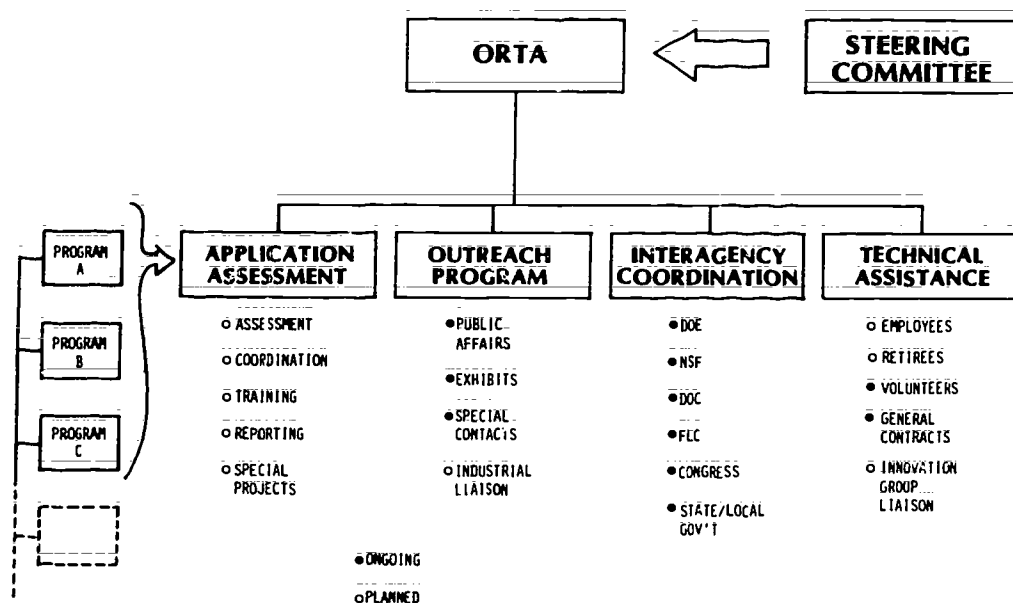 ORTA
STEERING
COMMITTEE
PROGRAM
A
PROGRAM
B
PROGRAM
C
APPLICATION
ASSESSMENT
○ ASSESSMENT
○ COORDINATION
○ TRAINING
○ REPORTING
○ SPECIAL
PROJECTS
OUTREACH
PROGRAM
● PUBLIC
AFFAIRS
● EXHIBITS
● SPECIAL
CONTACTS
○ INDUSTRIAL
LIAISON
INTERAGENCY
COORDINATION
● DOE
● NSF
● DOC
● FLC
● CONGRESS
● STATE/LOCAL
GOV'T
TECHNICAL
ASSISTANCE
○ EMPLOYEES
○ RETIREES
● VOLUNTEERS
● GENERAL
CONTRACTS
○ INNOVATION
GROUP
LIAISON
● ONGOING
○ PLANNED